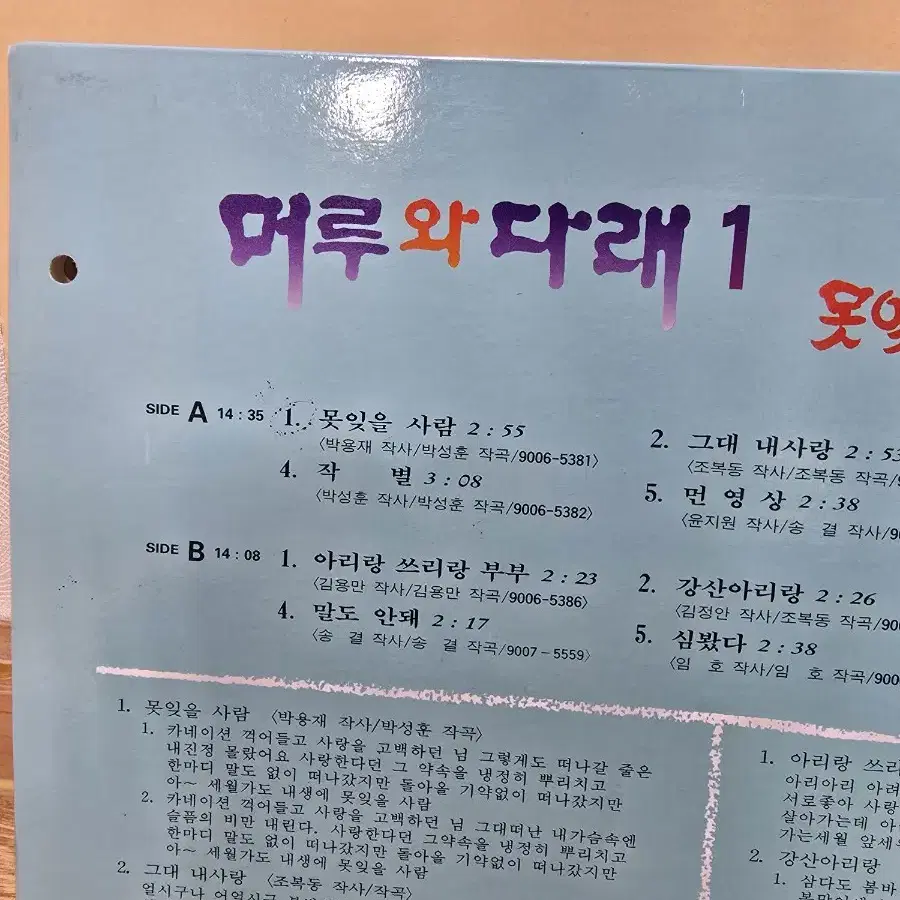 머루와다래 1
못잊
SIDE A 14 : 35
1. 못잊을 사람 2 : 55
〈박용재 작사/박성훈 작곡/9006-5381〉
2. 그대 내사랑 2 : 53
〈조복동 작사/조복동 작곡/9
4. 작 별 3 : 08
〈박성훈 작사/박성훈 작곡/9006-5382〉
5. 먼 영 상 2 : 38
〈윤지원 작사/송 결 작사/90
SIDE B 14 : 08
1. 아리랑 쓰리랑 부부 2 : 23
〈김용만 작사/김용만 작곡/9006-5386〉
2. 강산아리랑 2 : 26
〈김정안 작사/조복동 작곡/900
4. 말도 안돼 2 : 17
〈송 결 작사/송 결 작곡/9007-5559〉
5. 심봤다 2 : 38
〈임 호 작사/임 호 작곡/900
1. 못잊을 사람 〈박용재 작사/박성훈 작곡〉
1. 카네이션 꺽어들고 사랑을 고백하던 님 그렇게도 떠나갈 줄은
내진정 몰랐어요 사랑한다던 그 약속을 냉정히 뿌리치고
한마디 말도 없이 떠나갔지만 돌아올 기약없이 떠나갔지만
아~ 세월가도 내생에 못잊을 사람
2. 카네이션 꺽어들고 사랑을 고백하던 님 그대떠난 내가슴속엔
슬픔의 비만 내린다. 사랑한다던 그약속을 냉정히 뿌리치고
한마디 말도 없이 떠나갔지만 돌아올 기약없이 떠나갔지만
아~ 세월가도 내생에 못잊을 사람
2. 그대 내사랑 〈조복동 작사/작곡〉
얼시구나
1. 아리랑 쓰리
아리아리 아려
서로좋아 사랑
살아가는데 아
가는세월 앞세
2. 강산아리랑
1. 삼다도 봄바